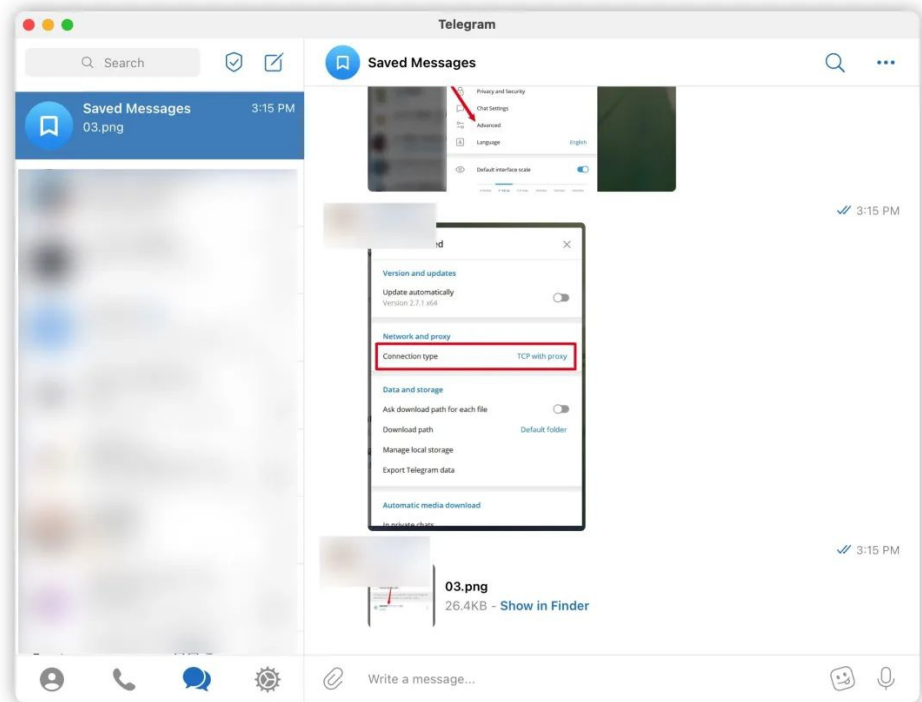 Telegram
Search
Saved Messages
3:15 PM
03.png
Saved Messages
Privacy and Security
Chat Settings
Advanced
Language
English
Default interface scale
3:15 PM
ed
Version and updates
Update automatically
Version 2.7.1 x64
Network and proxy
Connection type
TCP with proxy
Data and storage
Ask download path for each file
Download path
Default folder
Manage local storage
Export Telegram data
Automatic media download
In private chats
3:15 PM
03.png
26.4KB - Show in Finder
Write a message...